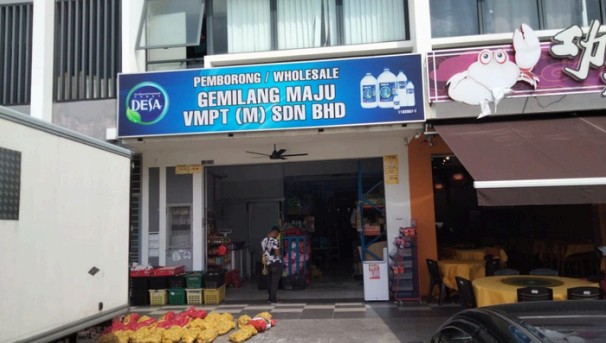 PEMBORONG / WHOLESALE
DESA
GEMILANG MAJU
VMPT (M) SDN BHD